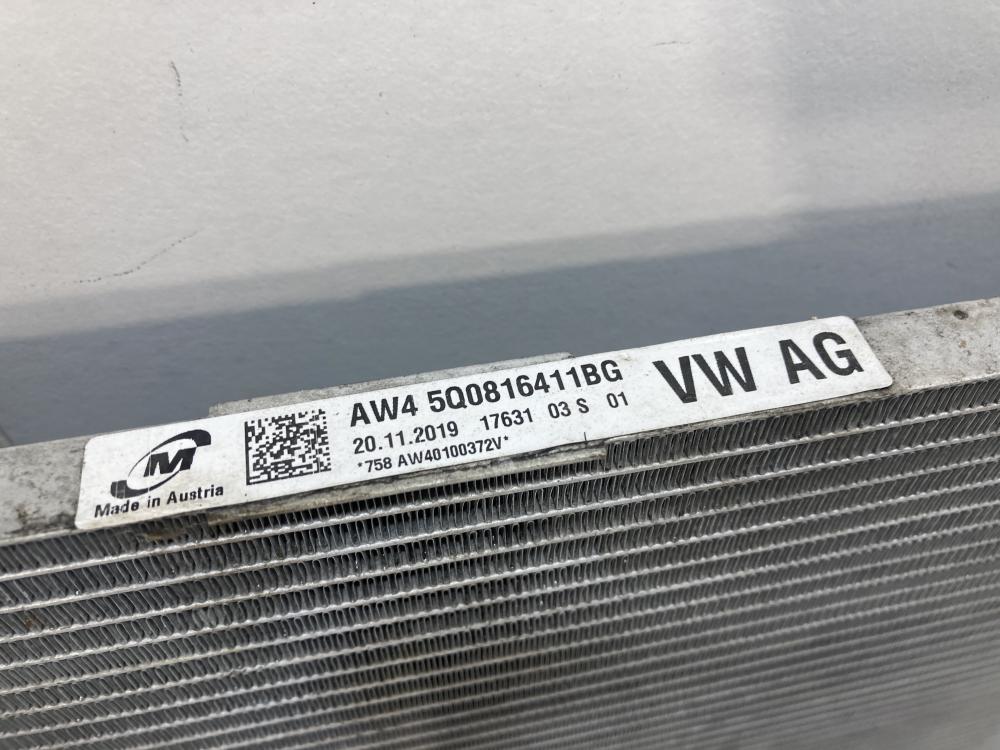 M
Made in Austria
AW4 5Q0816411BG
20.11.2019 17631 03 S 01
*758 AW40100372V*
VW AG